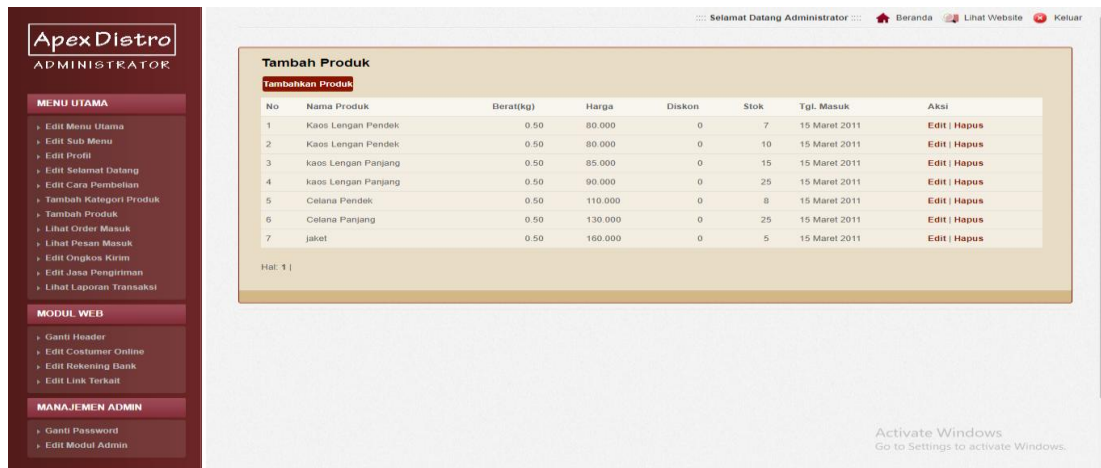 :::: Selamat Datang Administrator :::: Beranda Lihat Website Keluar
ApexDistro
ADMINISTRATOR
MENU UTAMA
Edit Menu Utama
Edit Sub Menu
Edit Profil
Edit Selamat Datang
Edit Cara Pembelian
Tambah Kategori Produk
Tambah Produk
Lihat Order Masuk
Lihat Pesan Masuk
Edit Ongkos Kirim
Edit Jasa Pengiriman
Lihat Laporan Transaksi
MODUL WEB
Ganti Header
Edit Costumer Online
Edit Rekening Bank
Edit Link Terkait
MANAJEMEN ADMIN
Ganti Password
Edit Modul Admin
Tambah Produk
Tambahkan Produk
No Nama Produk Berat(kg) Harga Diskon Stok Tgl. Masuk Aksi
1 Kaos Lengan Pendek 0.50 80.000 0 7 15 Maret 2011 Edit | Hapus
2 Kaos Lengan Pendek 0.50 80.000 0 10 15 Maret 2011 Edit | Hapus
3 kaos Lengan Panjang 0.50 85.000 0 15 15 Maret 2011 Edit | Hapus
4 kaos Lengan Panjang 0.50 90.000 0 25 15 Maret 2011 Edit | Hapus
5 Celana Pendek 0.50 110.000 0 8 15 Maret 2011 Edit | Hapus
6 Celana Panjang 0.50 130.000 0 25 15 Maret 2011 Edit | Hapus
7 jaket 0.50 160.000 0 5 15 Maret 2011 Edit | Hapus
Hal: 1 |
Activate Windows
Go to Settings to activate Windows.